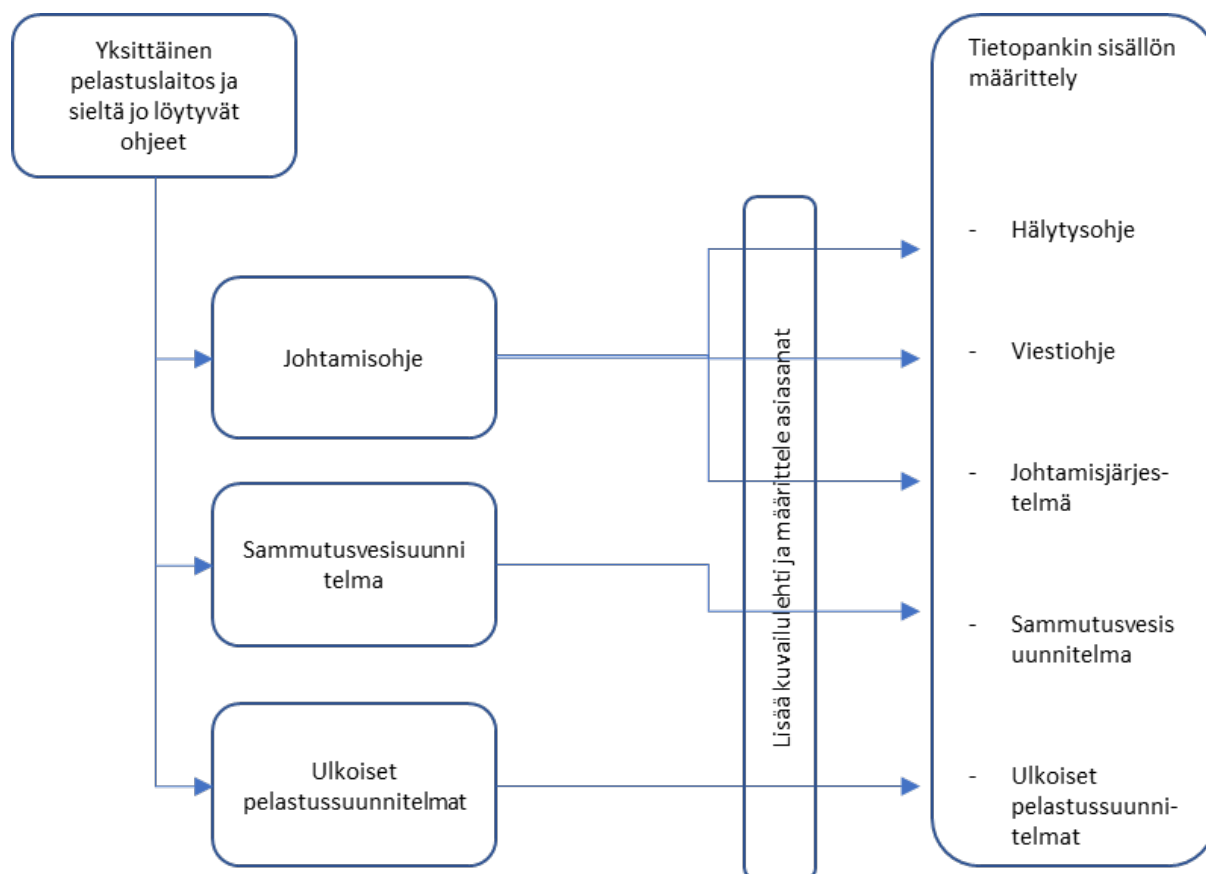 Yksittäinen
pelastuslaitos ja
sieltä jo löytyvät
ohjeet
Johtamisohje
Sammutusvesisuunni
telma
Ulkoiset
pelastussuunnitelmat
Lisää kuvailulehti ja määrittele asiasanat
Tietopankin sisällön
määrittely
- Hälytysohje
- Viestiohje
- Johtamisjärjes-
telmä
- Sammutusvesis
uunnitelma
- Ulkoiset
pelastussuunni-
telmat